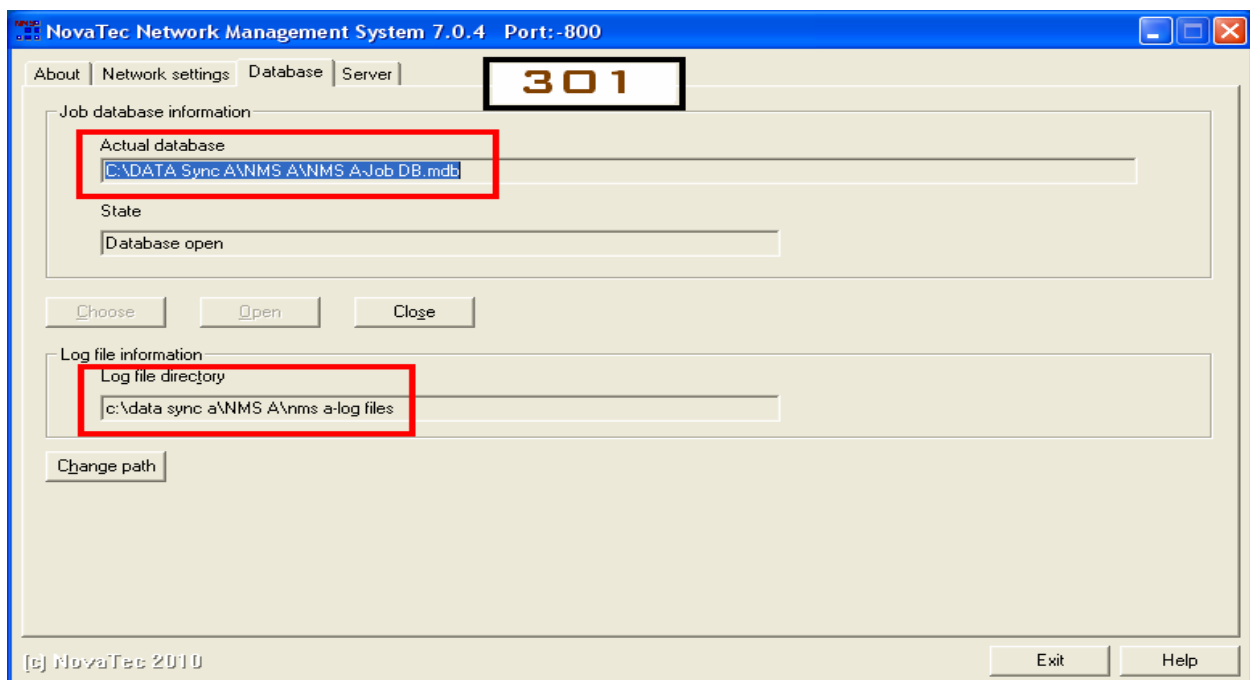 NovaTec Network Management System 7.0.4 Port:-800
About Network settings Database Server
301
Job database information
Actual database
C:\DATA Sync A\NMS A\NMS A-Job DB.mdb
State
Database open
Choose Open Close
Log file information
Log file directory
c:\data sync a\NMS A\nms a-log files
Change path
(c) NovaTec 2010
Exit Help